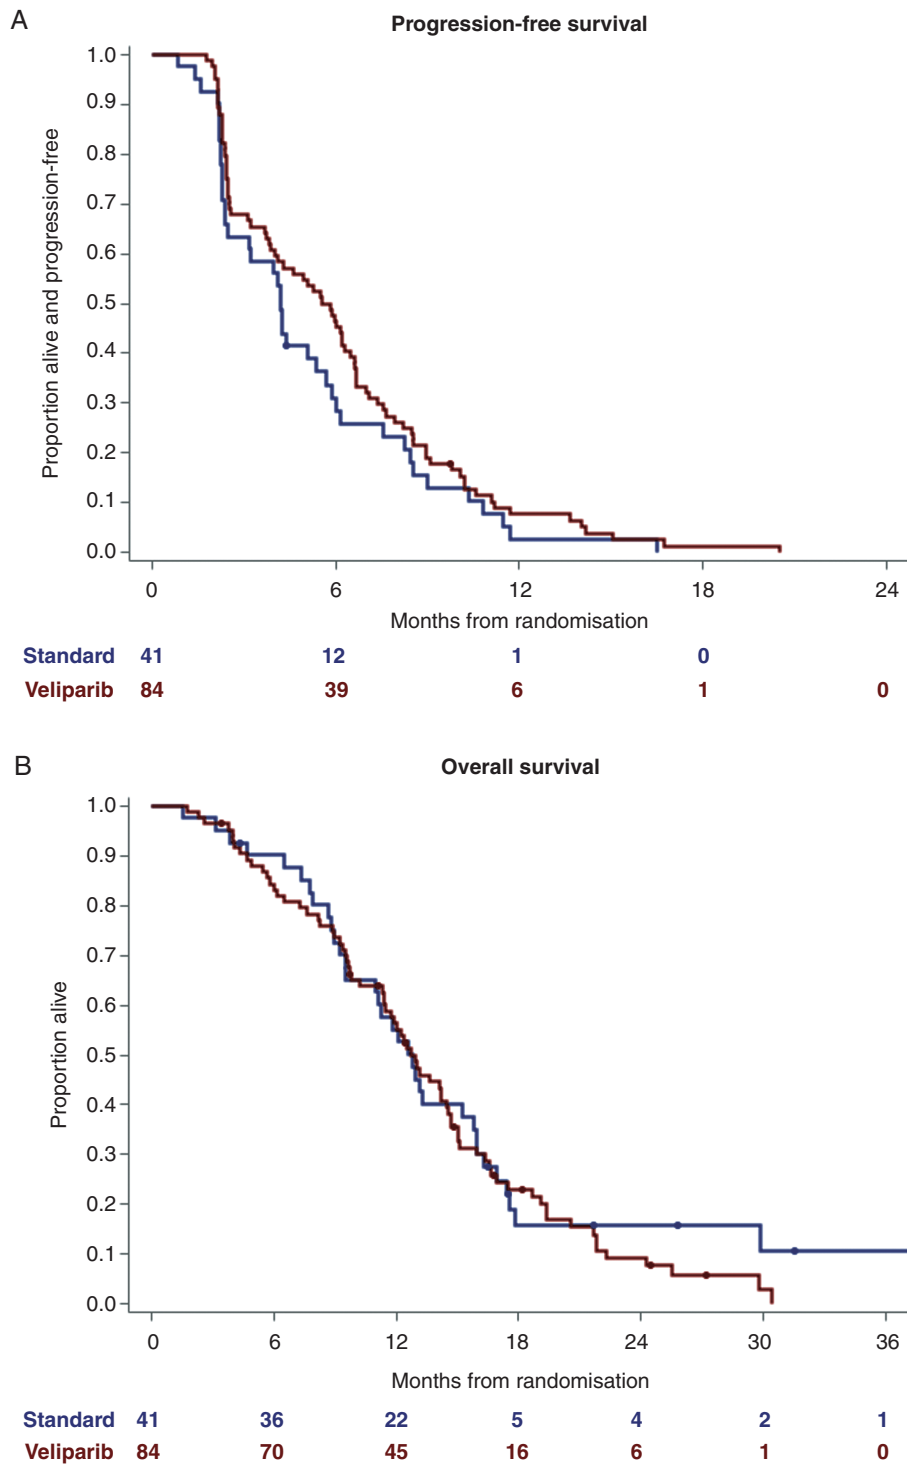 A
Progression-free survival
Proportion alive and progression-free
1.0
0.9
0.8
0.7
0.6
0.5
0.4
0.3
0.2
0.1
0.0
0 6 12 18 24
Months from randomisation
Standard 41 12 1 0
Veliparib 84 39 6 1 0
B
Overall survival
Proportion alive
1.0
0.9
0.8
0.7
0.6
0.5
0.4
0.3
0.2
0.1
0.0
0 6 12 18 24 30 36
Months from randomisation
Standard 41 36 22 5 4 2 1
Veliparib 84 70 45 16 6 1 0